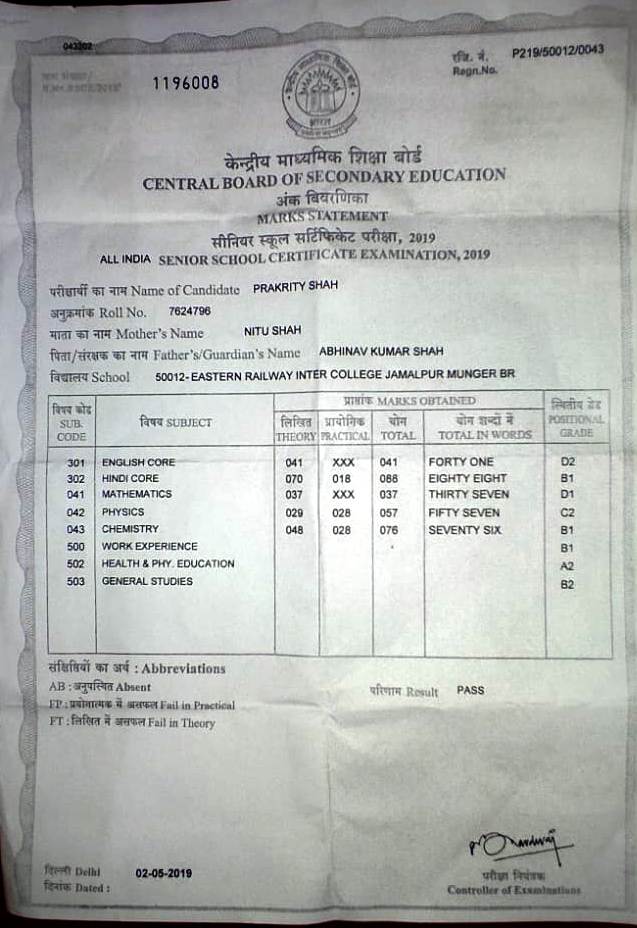 043202
रजि. नं. P219/50012/0043
Regn.No.
1196008
भारत
केन्द्रीय माध्यमिक शिक्षा बोर्ड
CENTRAL BOARD OF SECONDARY EDUCATION
अंक विवरणिका
MARKS STATEMENT
सीनियर स्कूल सर्टिफिकेट परीक्षा, 2019
ALL INDIA SENIOR SCHOOL CERTIFICATE EXAMINATION, 2019
परीक्षार्थी का नाम Name of Candidate PRAKRITY SHAH
अनुक्रमांक Roll No. 7624796
माता का नाम Mother's Name NITU SHAH
पिता/संरक्षक का नाम Father's/Guardian's Name ABHINAV KUMAR SHAH
विद्यालय School 50012- EASTERN RAILWAY INTER COLLEGE JAMALPUR MUNGER BR
विषय कोड विषय SUBJECT प्राप्तांक MARKS OBTAINED स्थितीय ग्रेड
SUB. लिखित प्रायोगिक योग योग शब्दों में POSITIONAL
CODE THEORY PRACTICAL TOTAL TOTAL IN WORDS GRADE
301 ENGLISH CORE 041 XXX 041 FORTY ONE D2
302 HINDI CORE 070 018 088 EIGHTY EIGHT B1
041 MATHEMATICS 037 XXX 037 THIRTY SEVEN D1
042 PHYSICS 029 028 057 FIFTY SEVEN C2
043 CHEMISTRY 048 028 076 SEVENTY SIX B1
500 WORK EXPERIENCE B1
502 HEALTH & PHY. EDUCATION A2
503 GENERAL STUDIES B2
संक्षिप्तियों का अर्थ : Abbreviations
AB : अनुपस्थित Absent
परिणाम Result PASS
FP : प्रयोगात्मक में असफल Fail in Practical
FT : लिखित में असफल Fail in Theory
दिल्ली Delhi
दिनांक Dated : 02-05-2019
परीक्षा नियंत्रक
Controller of Examinations